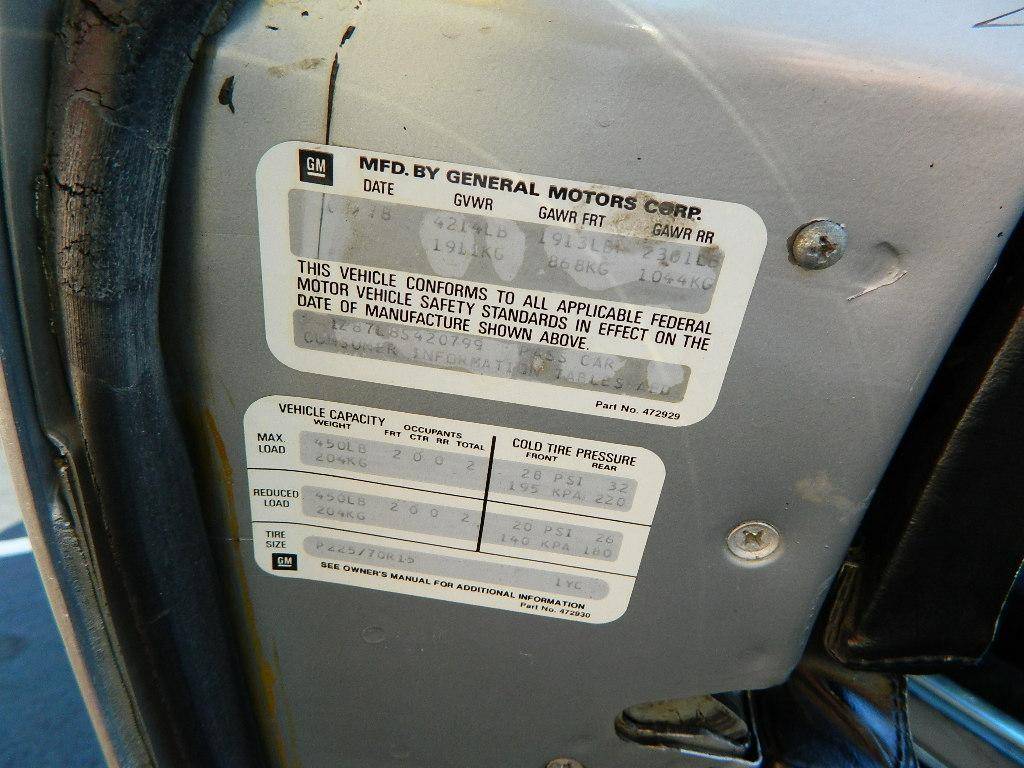 GM MFD. BY GENERAL MOTORS CORP.
DATE GVWR GAWR FRT GAWR RR
4214LB 1913LB 2301LB
1911KG 868KG 1044KG
THIS VEHICLE CONFORMS TO ALL APPLICABLE FEDERAL
MOTOR VEHICLE SAFETY STANDARDS IN EFFECT ON THE
DATE OF MANUFACTURE SHOWN ABOVE.
PASS CAR
CONSUMER INFORMATION TABLES
Part No. 472929
VEHICLE CAPACITY
WEIGHT OCCUPANTS COLD TIRE PRESSURE
FRT CTR RR TOTAL FRONT REAR
MAX. LOAD 450LB 2 0 0 2 28 PSI 32
204KG 195 KPA 220
REDUCED LOAD 450LB 2 0 0 2 20 PSI 26
204KG 140 KPA 180
TIRE SIZE P225/70R15 1YC
GM SEE OWNER'S MANUAL FOR ADDITIONAL INFORMATION
Part No. 472930